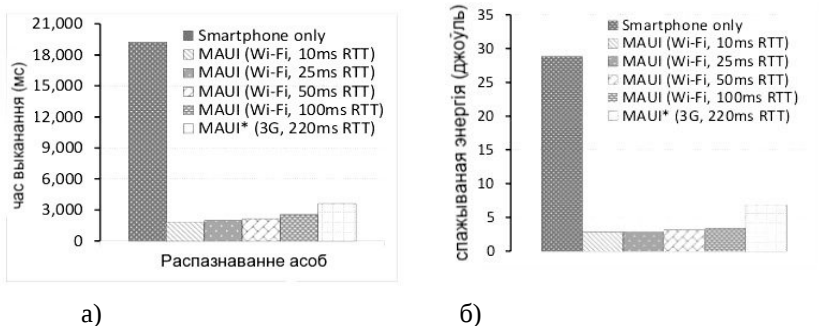 час выканання (мс)
21,000
18,000
15,000
12,000
9,000
6,000
3,000
0
Smartphone only
MAUI (Wi-Fi, 10ms RTT)
MAUI (Wi-Fi, 25ms RTT)
MAUI (Wi-Fi, 50ms RTT)
MAUI (Wi-Fi, 100ms RTT)
MAUI* (3G, 220ms RTT)
Распазнаванне асоб
а)
спажываная энергія (джоўль)
35
30
25
20
15
10
5
0
Smartphone only
MAUI (Wi-Fi, 10ms RTT)
MAUI (Wi-Fi, 25ms RTT)
MAUI (Wi-Fi, 50ms RTT)
MAUI (Wi-Fi, 100ms RTT)
MAUI* (3G, 220ms RTT)
б)